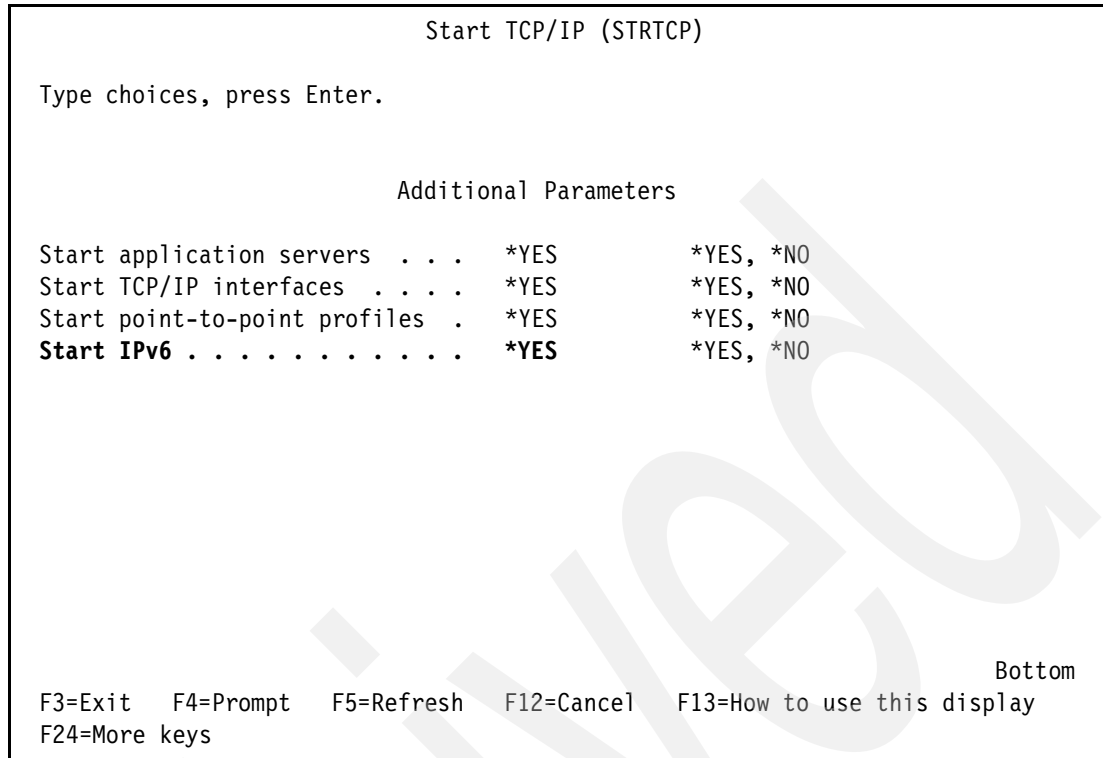 Start TCP/IP (STRTCP)
Type choices, press Enter.
Additional Parameters
Start application servers . . . *YES *YES, *NO
Start TCP/IP interfaces . . . . *YES *YES, *NO
Start point-to-point profiles . *YES *YES, *NO
Start IPv6 . . . . . . . . . . . *YES *YES, *NO
Bottom
F3=Exit F4=Prompt F5=Refresh F12=Cancel F13=How to use this display
F24=More keys
ived